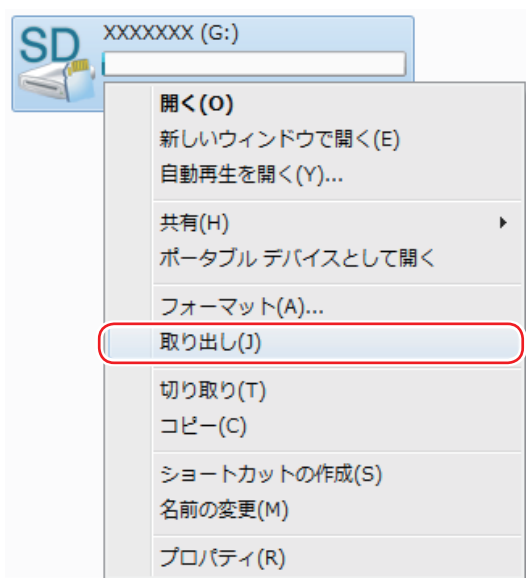 SD
XXXXXXX (G:)
開く(O)
新しいウィンドウで開く(E)
自動再生を開く(Y)...
共有(H)
ポータブル デバイスとして開く
フォーマット(A)...
取り出し(J)
切り取り(T)
コピー(C)
ショートカットの作成(S)
名前の変更(M)
プロパティ(R)